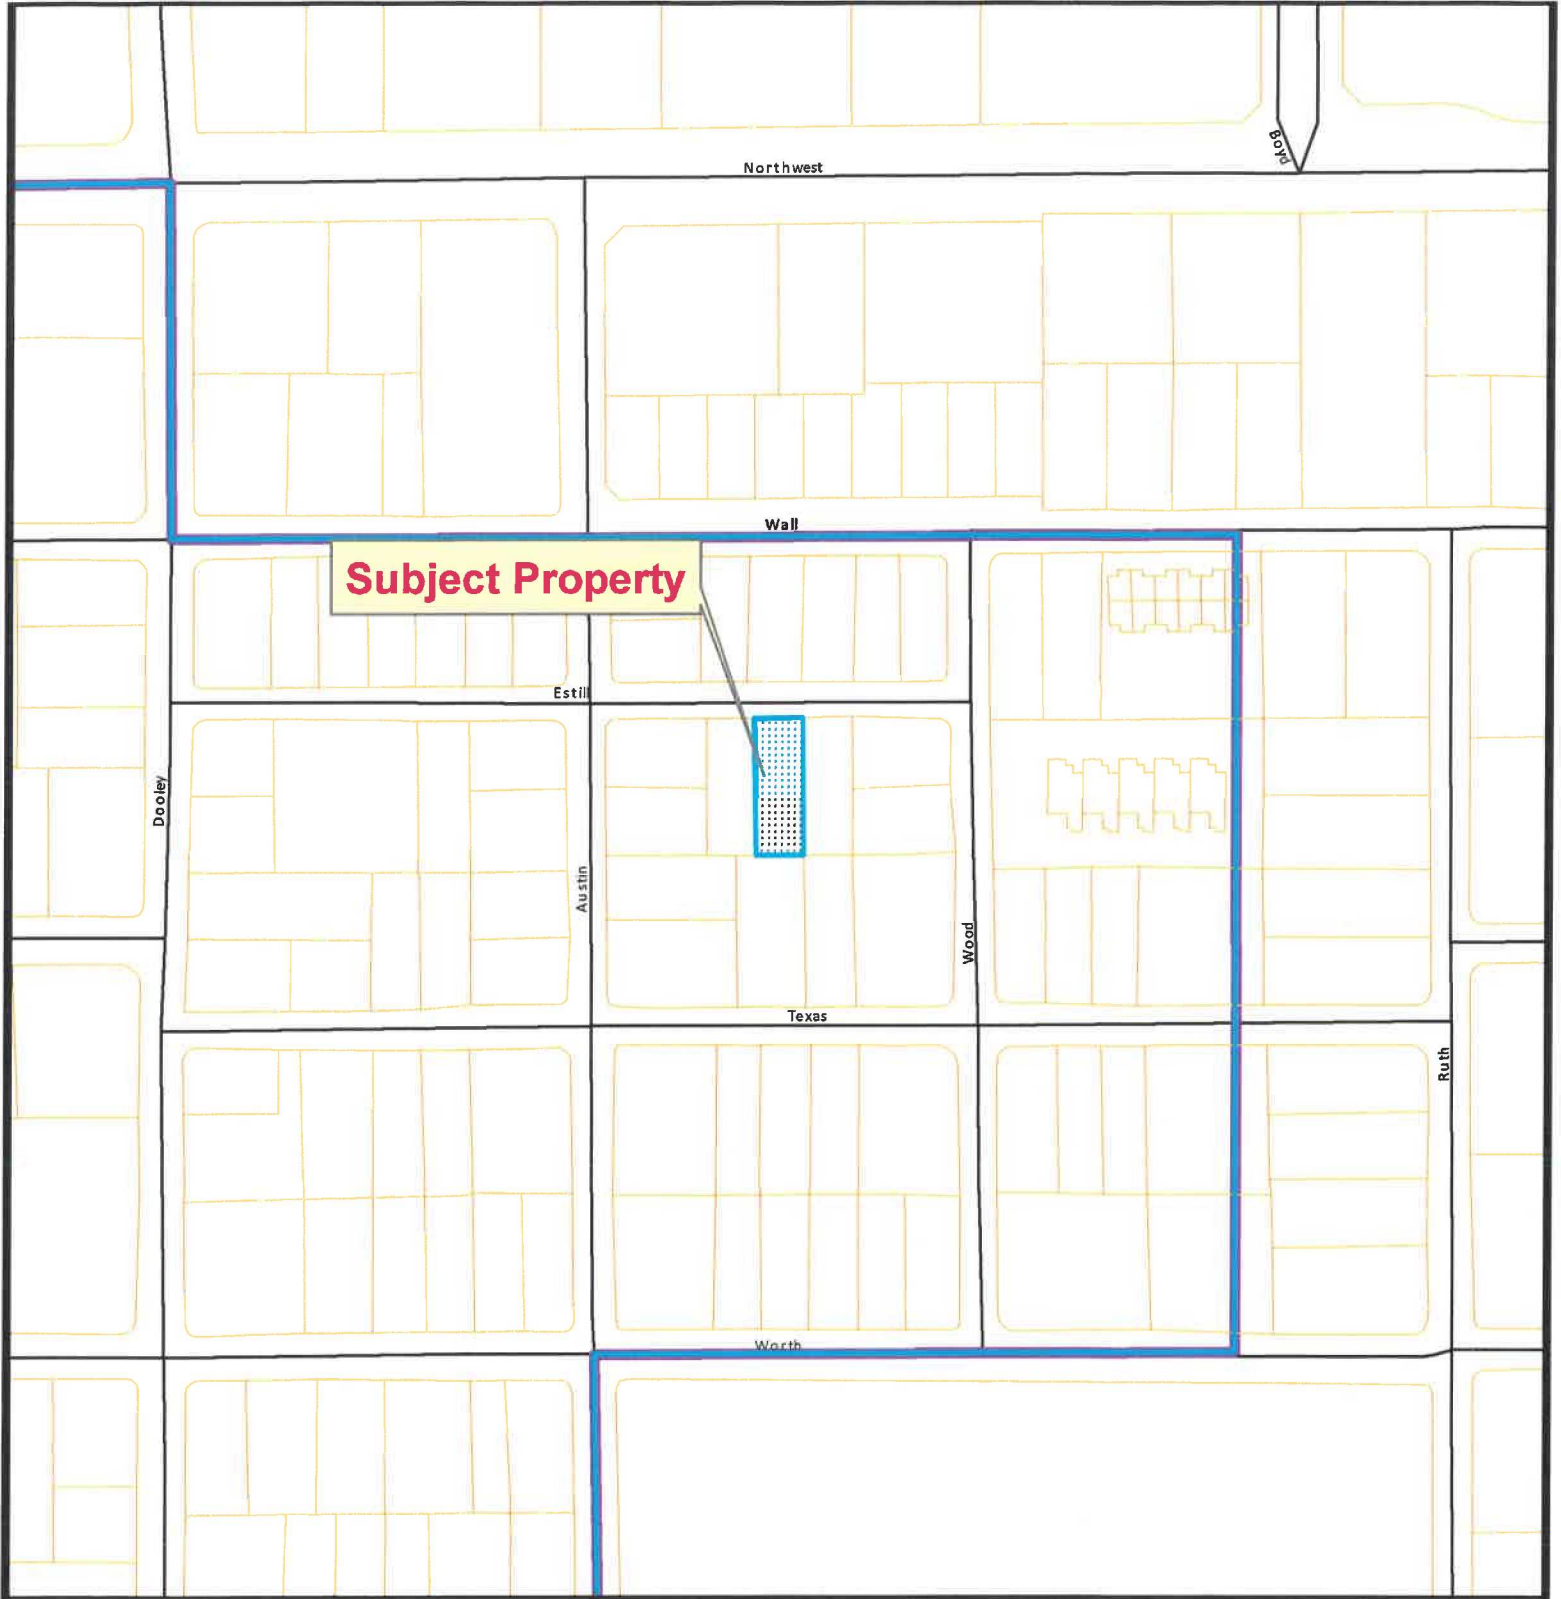 Boyd
Northwest
Wall
Subject Property
Estill
Dooley
Austin
Wood
Texas
Ruth
Worth